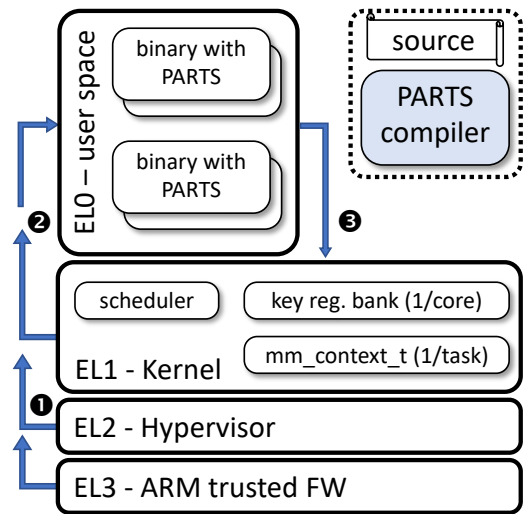 EL0 – user space
binary with
PARTS
binary with
PARTS
source
PARTS
compiler
❷
❸
scheduler
key reg. bank (1/core)
mm_context_t (1/task)
EL1 - Kernel
❶
EL2 - Hypervisor
EL3 - ARM trusted FW